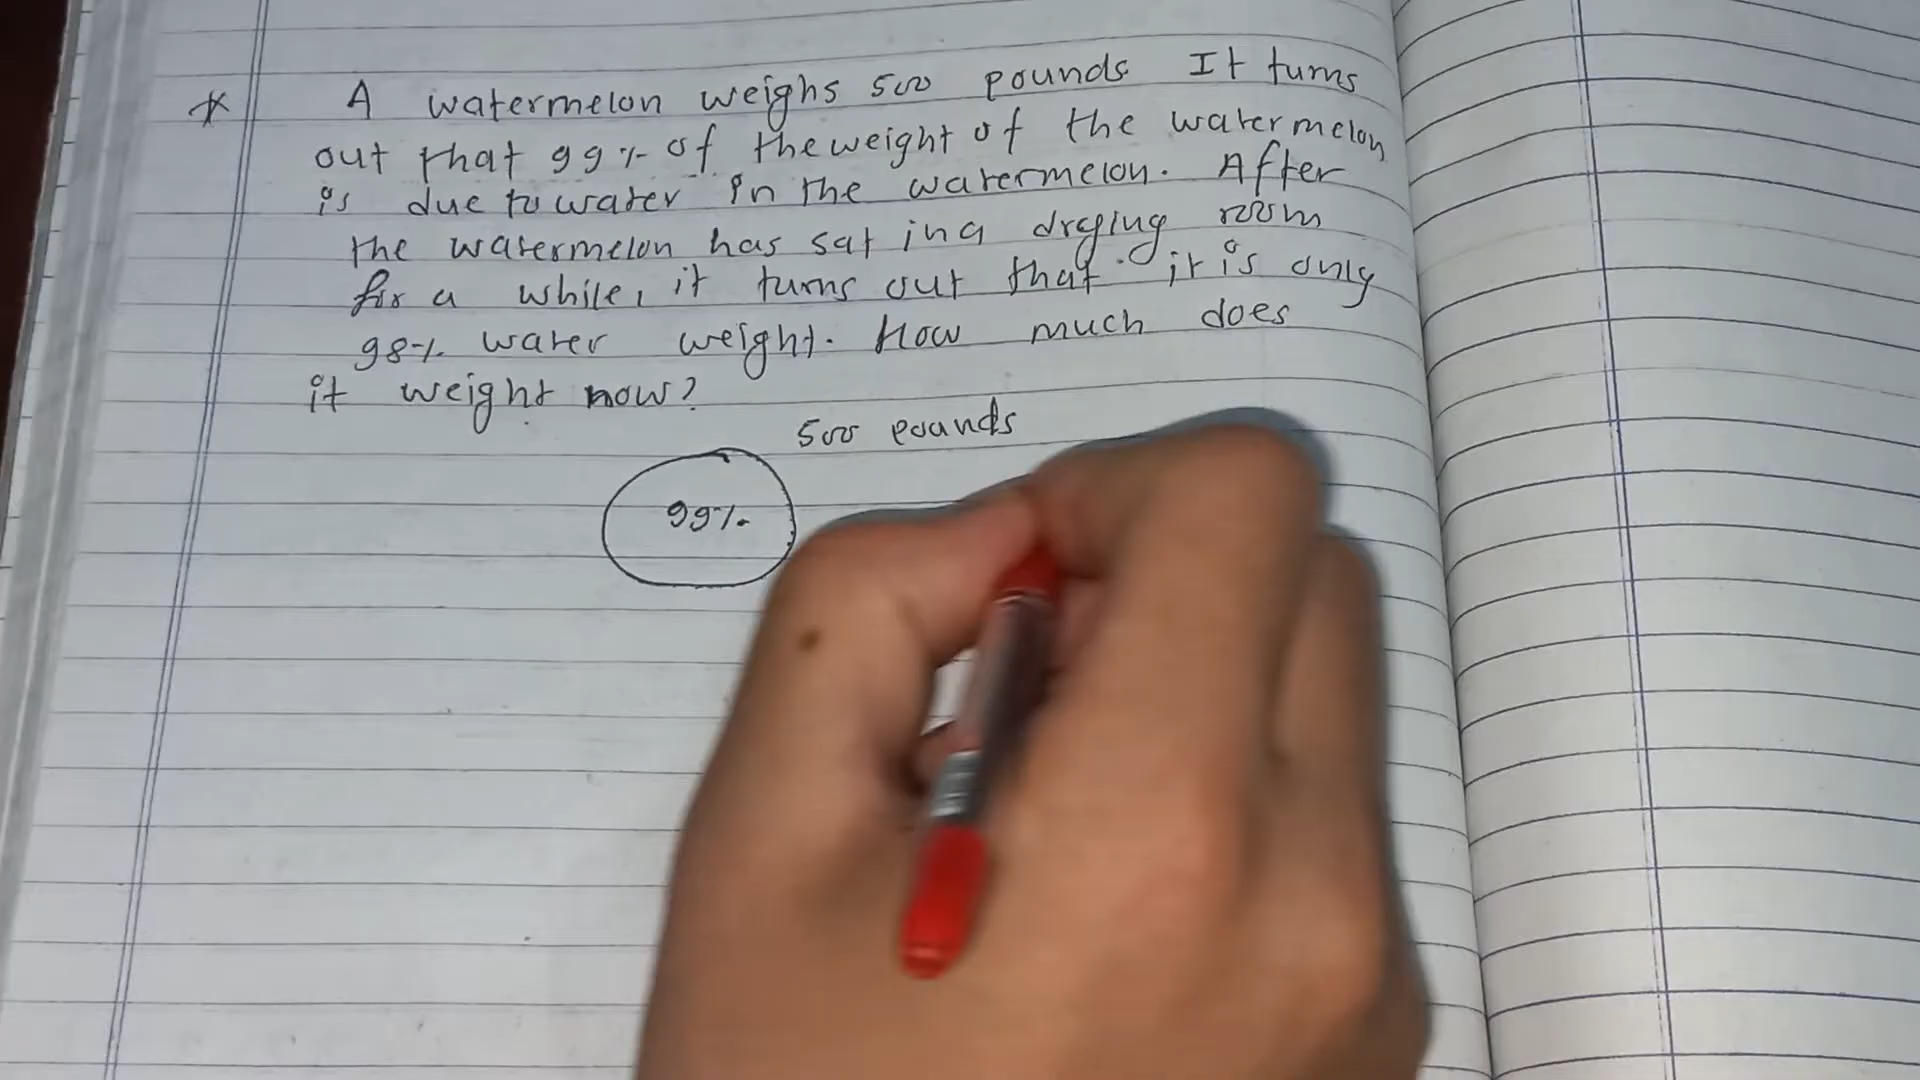 * A watermelon weighs 500 pounds It turns
out that 99% of the weight of the watermelon
is due to water in the watermelon. After
the watermelon has sat in a drying room
for a while, it turns out that it is only
98% water weight. How much does
it weight now?
500 pounds
99%